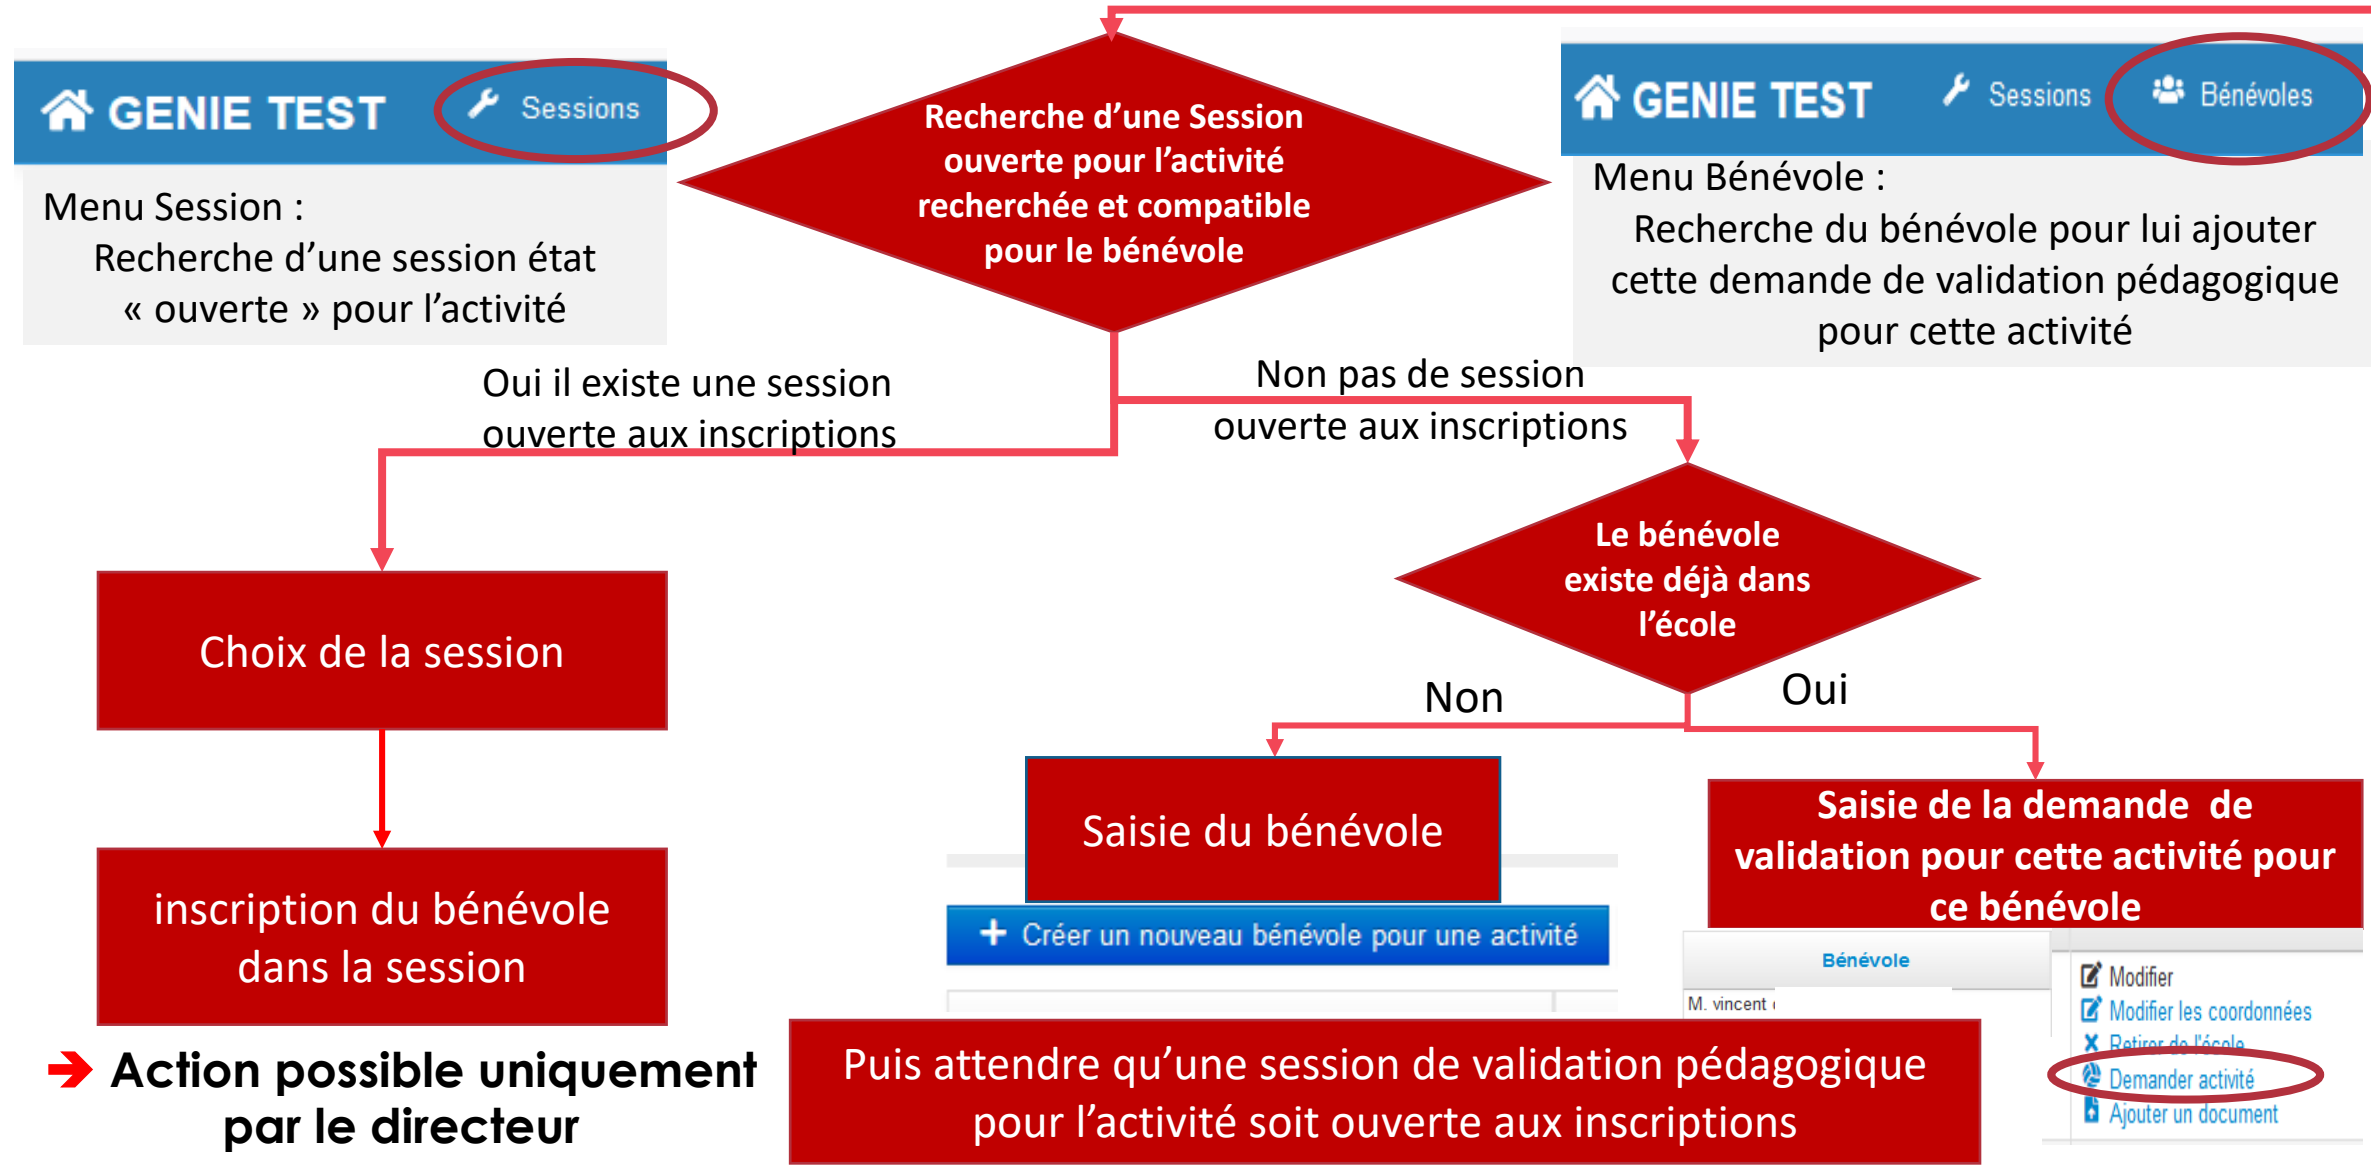 GENIE TEST
Sessions
Menu Session :
Recherche d’une session état
« ouverte » pour l’activité
Recherche d’une Session
ouverte pour l’activité
recherchée et compatible
pour le bénévole
GENIE TEST
Sessions
Bénévoles
Menu Bénévole :
Recherche du bénévole pour lui ajouter
cette demande de validation pédagogique
pour cette activité
Oui il existe une session
ouverte aux inscriptions
Non pas de session
ouverte aux inscriptions
Le bénévole
existe déjà dans
l’école
Non
Oui
Choix de la session
inscription du bénévole
dans la session
Action possible uniquement
par le directeur
Saisie du bénévole
+ Créer un nouveau bénévole pour une activité
Saisie de la demande de
validation pour cette activité pour
ce bénévole
Bénévole
M. vincent
Modifier
Modifier les coordonnées
Retirer de l'école
Demander activité
Ajouter un document
Puis attendre qu’une session de validation pédagogique
pour l’activité soit ouverte aux inscriptions